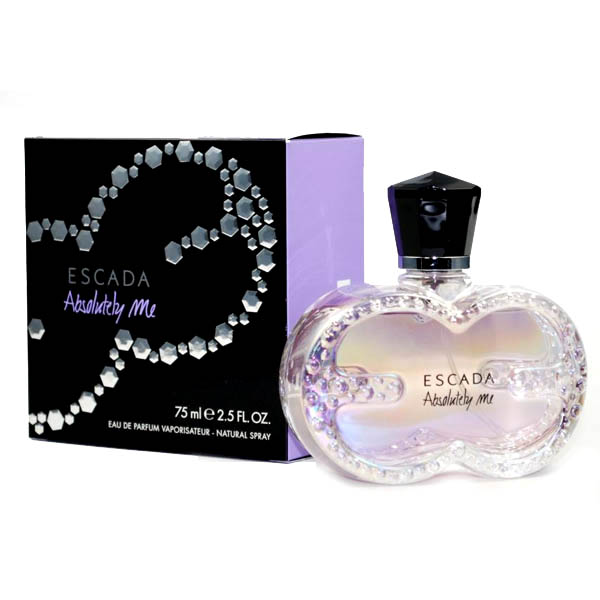 ESCADA
Absolutely Me
75 ml e 2.5 FL. OZ.
EAU DE PARFUM VAPORISATEUR - NATURAL SPRAY
ESCADA
Absolutely Me